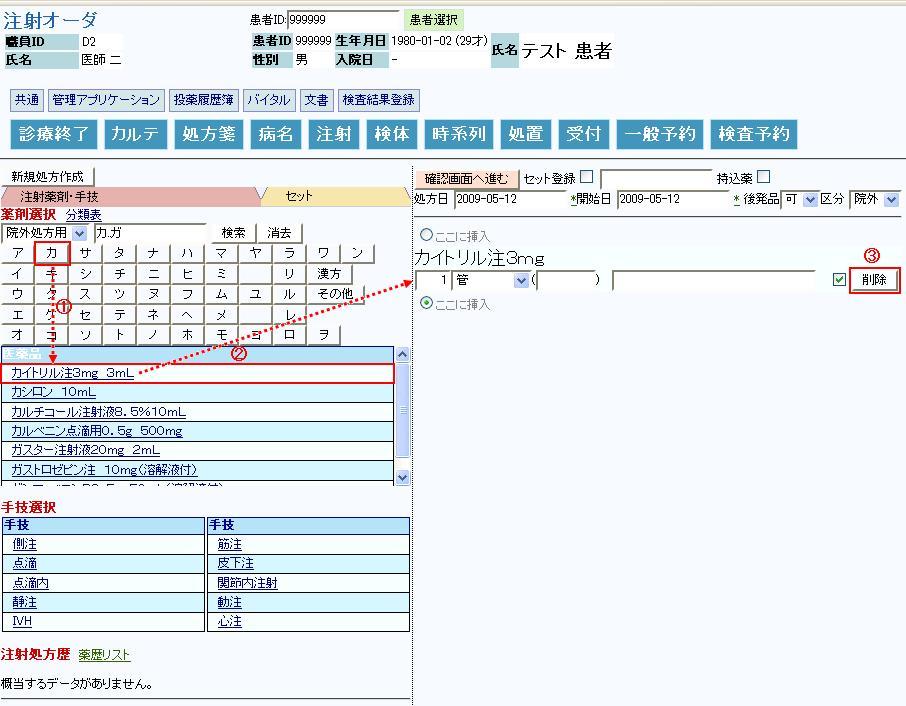 注射オーダ
患者ID: 999999 患者選択
職員ID D2
氏名 医師 二
患者ID 999999 生年月日 1980-01-02 (29才) 氏名 テスト 患者
性別 男 入院日 -
共通 管理アプリケーション 投薬履歴簿 バイタル 文書 検査結果登録
診療終了 カルテ 処方箋 病名 注射 検体 時系列 処置 受付 一般予約 検査予約
新規処方作成
注射薬剤・手技 セット
薬剤選択 分類表
院外処方用 カ,ガ 検索 消去
ア カ サ タ ナ ハ マ ヤ ラ ワ ン
イ キ シ チ ニ ヒ ミ リ 漢方
ウ ク ス ツ ヌ フ ム ユ ル その他
エ ケ セ テ ネ ヘ メ レ
オ コ ソ ト ノ ホ モ ヨ ロ ヲ
①
②
医薬品
カイトリル注3mg 3mL
カシロン 10mL
カルチコール注射液8.5%10mL
カルベニン点滴用0.5g 500mg
ガスター注射液20mg 2mL
ガストロゼピン注 10mg(溶解液付)
手技選択
手技 手技
側注 筋注
点滴 皮下注
点滴内 関節内注射
静注 動注
IVH 心注
注射処方歴 薬歴リスト
概当するデータがありません。
確認画面へ進む セット登録 持込薬
処方日 2009-05-12 *開始日 2009-05-12 * 後発品 可 区分 院外
ここに挿入
カイトリル注3mg
③
1 管 ( ) 削除
ここに挿入